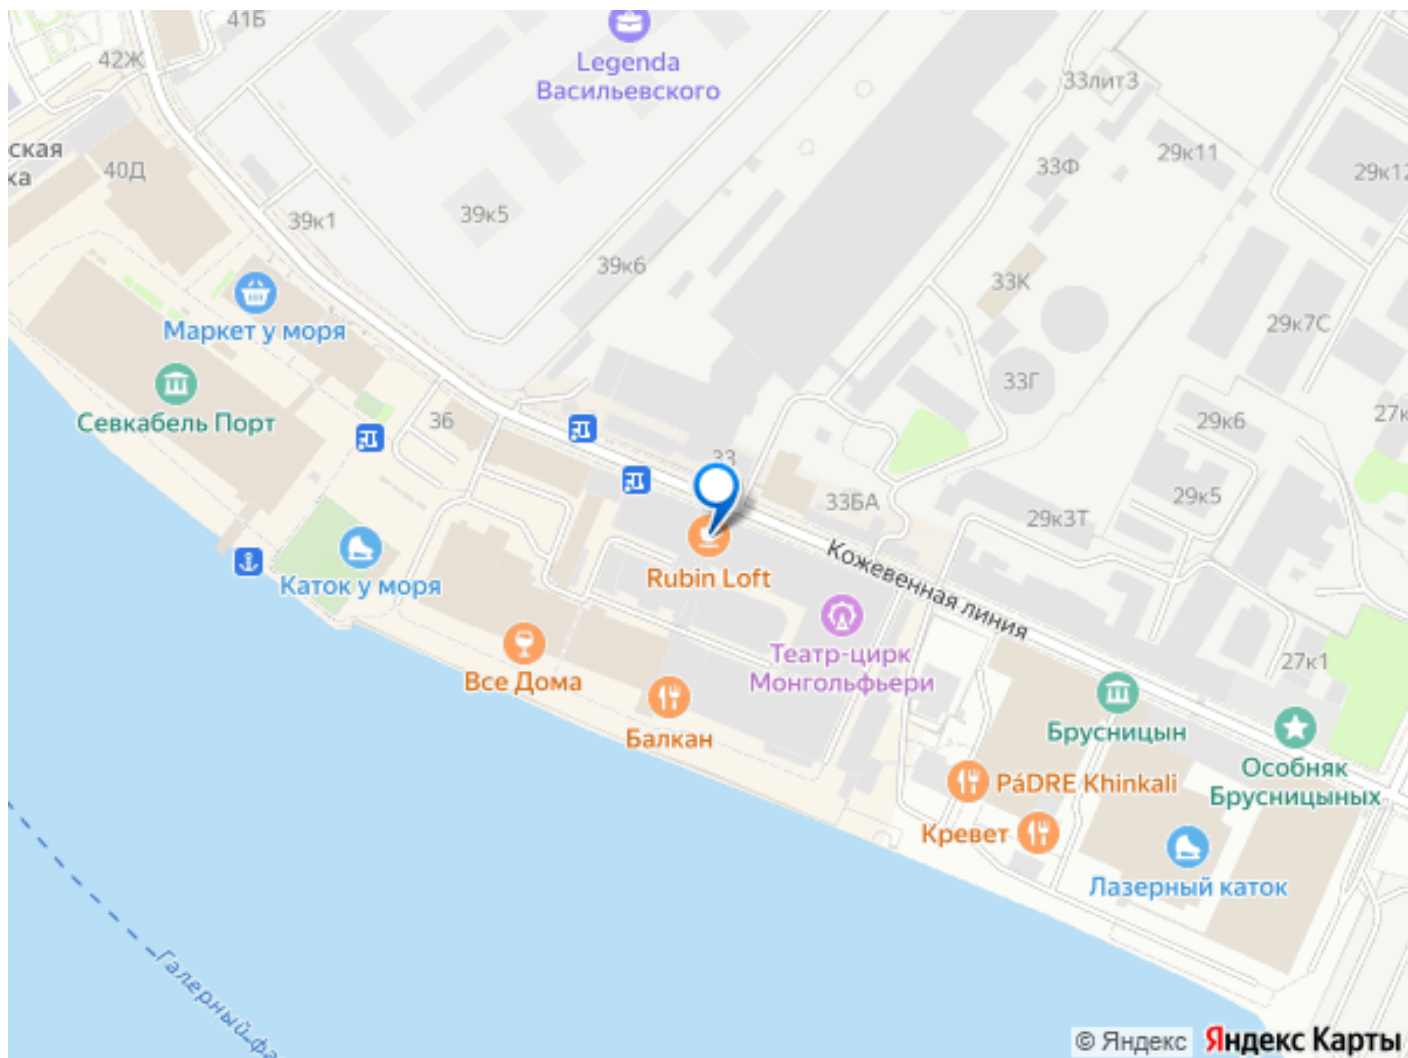 41Б
42Ж
Legenda
Васильевского
33литЗ
ская
ка
40Д
29к11
33Ф
29к12
39к1
39к5
39к6
33К
Маркет у моря
29к7С
33Г
Севкабель Порт
36
29к6
27к
33
29к5
33БА
29к3Т
Кожевенная линия
Rubin Loft
Каток у моря
Театр-цирк
Монгольфьери
27к1
Все Дома
Балкан
Брусницын
Особняк
Брусницыных
PáDRE Khinkali
Кревет
Лазерный каток
Галерный фа
© Яндекс
Яндекс Карты